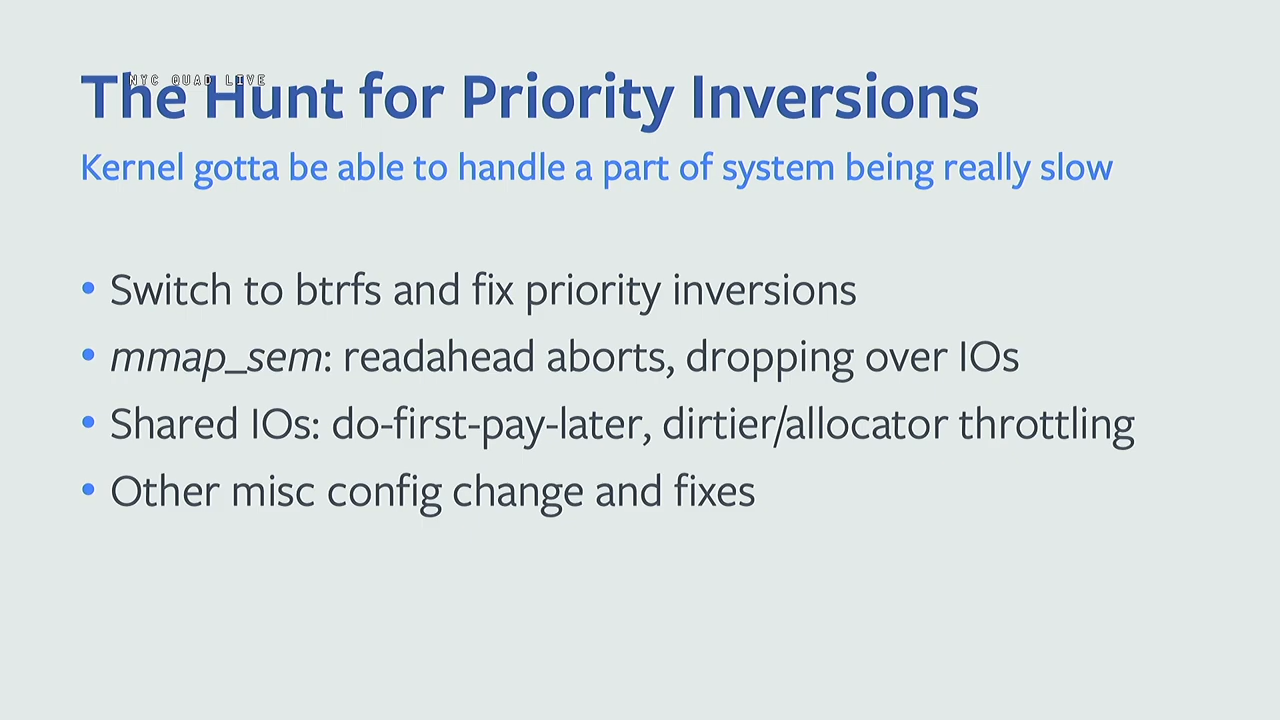 NYC QUAD LIVE
The Hunt for Priority Inversions
Kernel gotta be able to handle a part of system being really slow
• Switch to btrfs and fix priority inversions
• mmap_sem: readahead aborts, dropping over IOs
• Shared IOs: do-first-pay-later, dirtier/allocator throttling
• Other misc config change and fixes